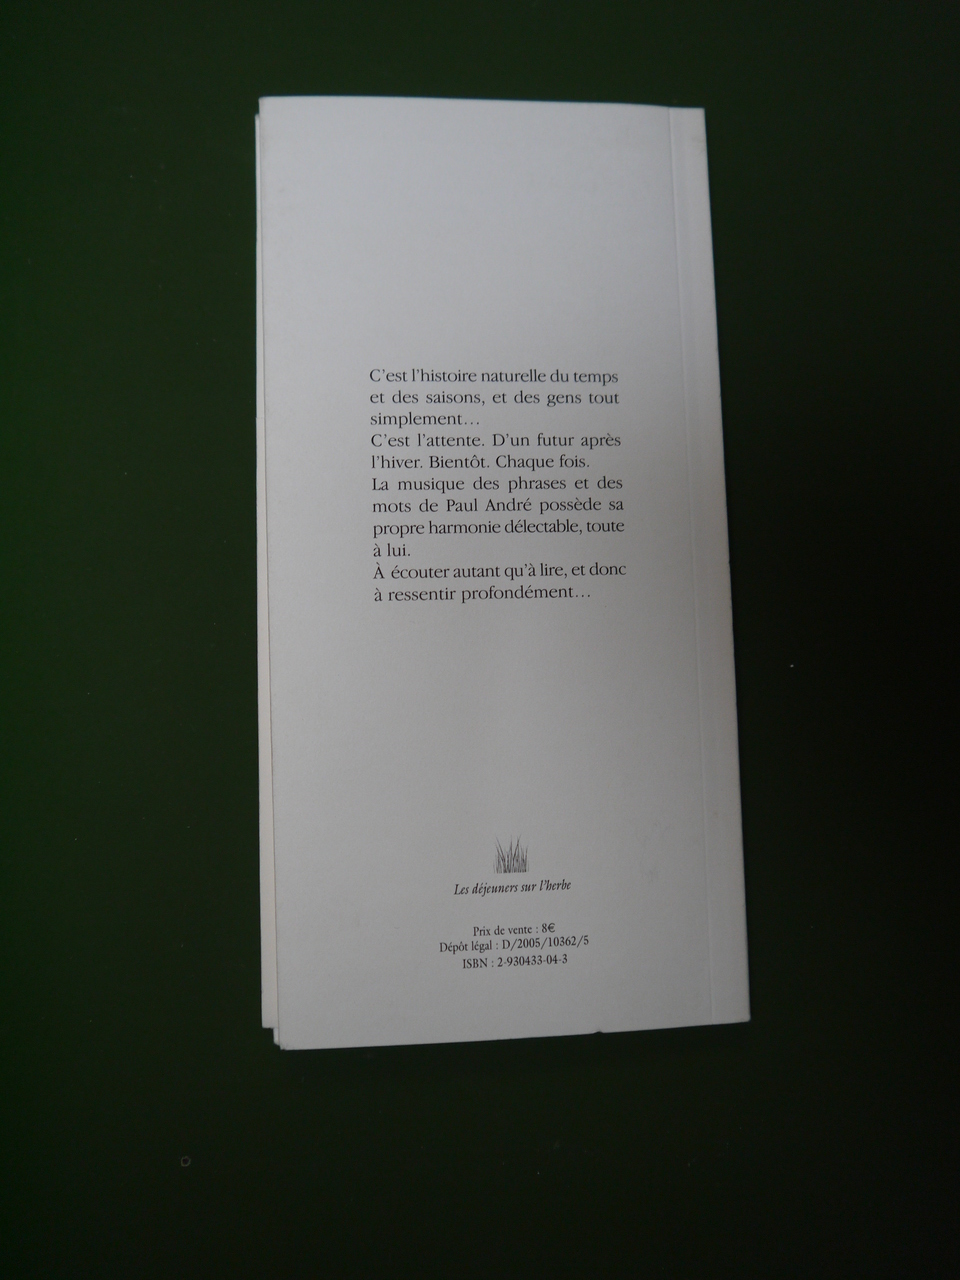 C'est l'histoire naturelle du temps
et des saisons, et des gens tout
simplement…
C'est l'attente. D'un futur après
l'hiver. Bientôt. Chaque fois.
La musique des phrases et des
mots de Paul André possède sa
propre harmonie délectable, toute
à lui.
À écouter autant qu'à lire, et donc
à ressentir profondément…
Les déjeuners sur l'herbe
Prix de vente : 8€
Dépôt légal : D/2005/10362/5
ISBN : 2-930433-04-3